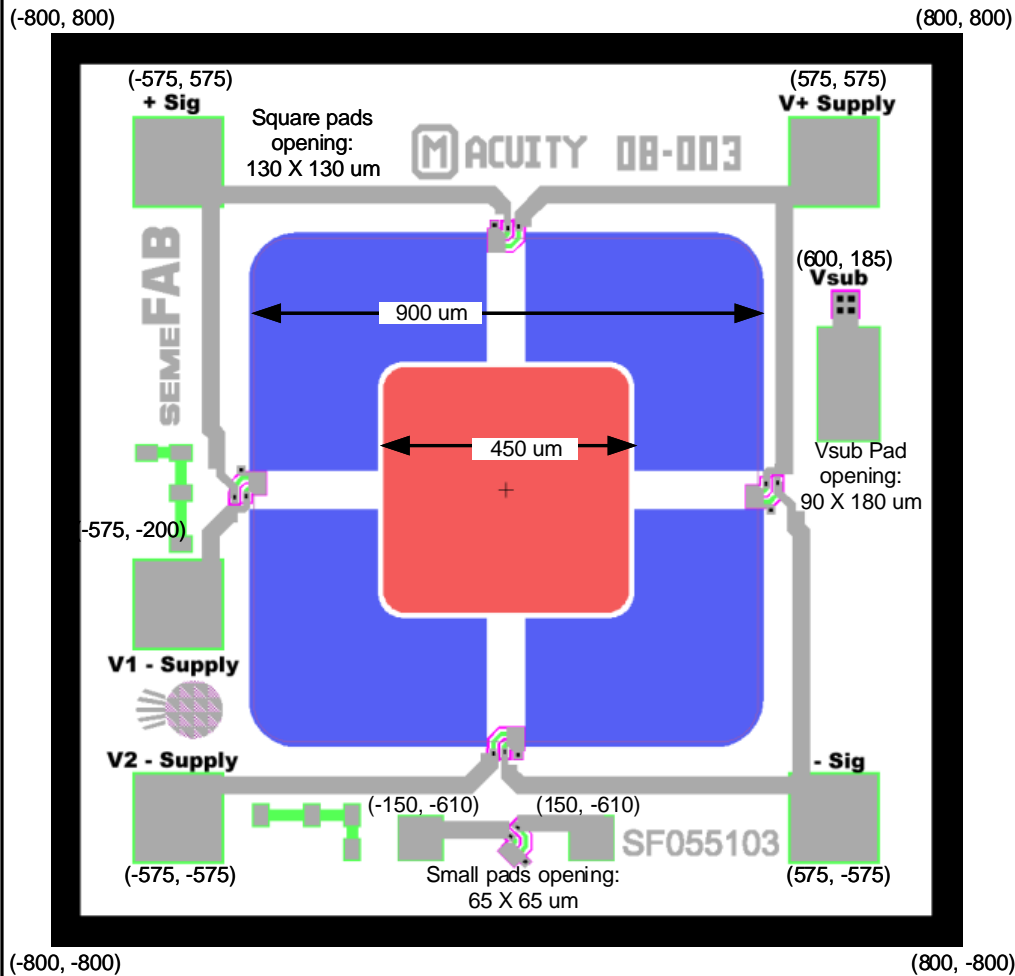 (-800, 800)
(800, 800)
(-575, 575)
+ Sig
(575, 575)
V+ Supply
Square pads
opening:
130 X 130 um
M ACUITY 08-003
SEMEFAB
(600, 185)
Vsub
900 um
450 um
Vsub Pad
opening:
90 X 180 um
(-575, -200)
V1 - Supply
V2 - Supply
- Sig
(-150, -610)
(150, -610)
SF055103
(-575, -575)
Small pads opening:
65 X 65 um
(575, -575)
(-800, -800)
(800, -800)